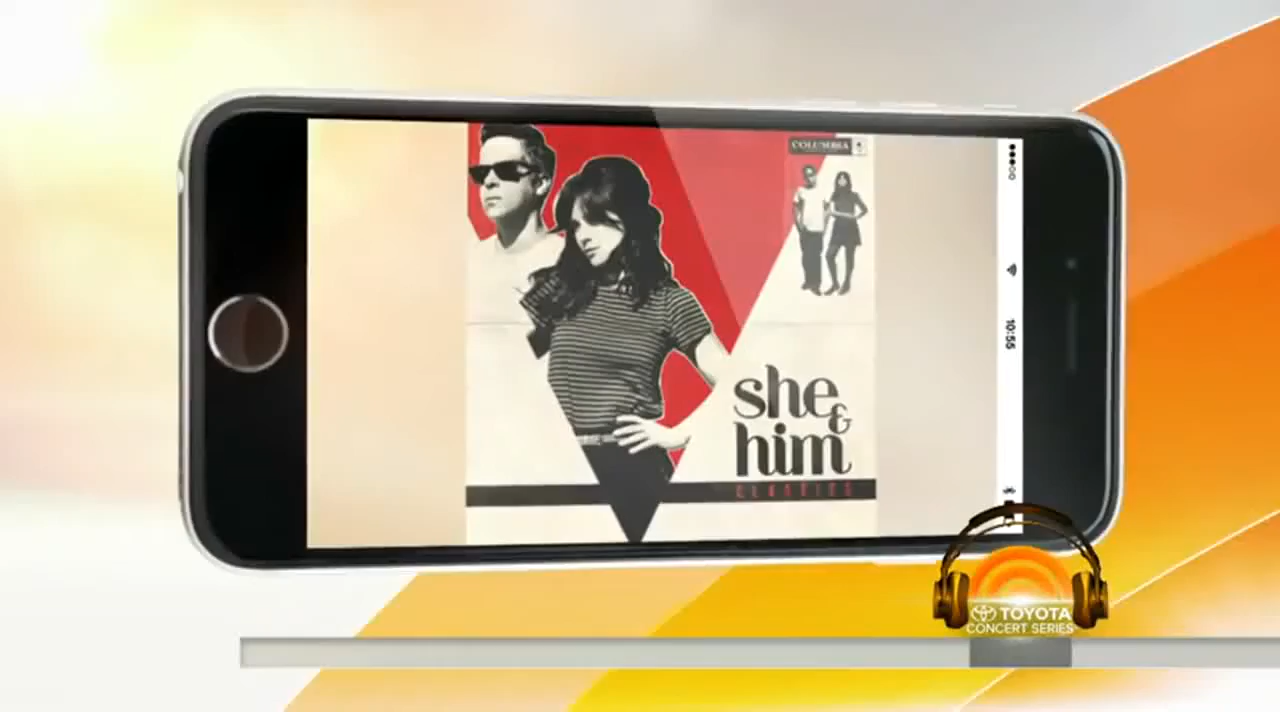 COLUMBIA
10:55
she
&
him
CLASSICS
TOYOTA
CONCERT SERIES